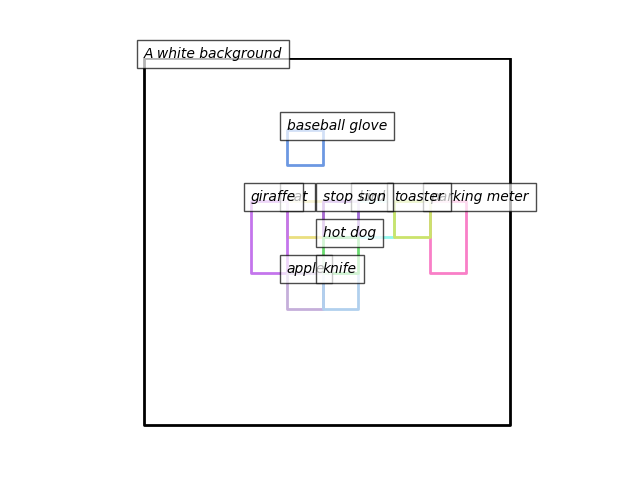 A white background
baseball glove
giraffe
stop sign
toaster
parking meter
hot dog
apple
knife